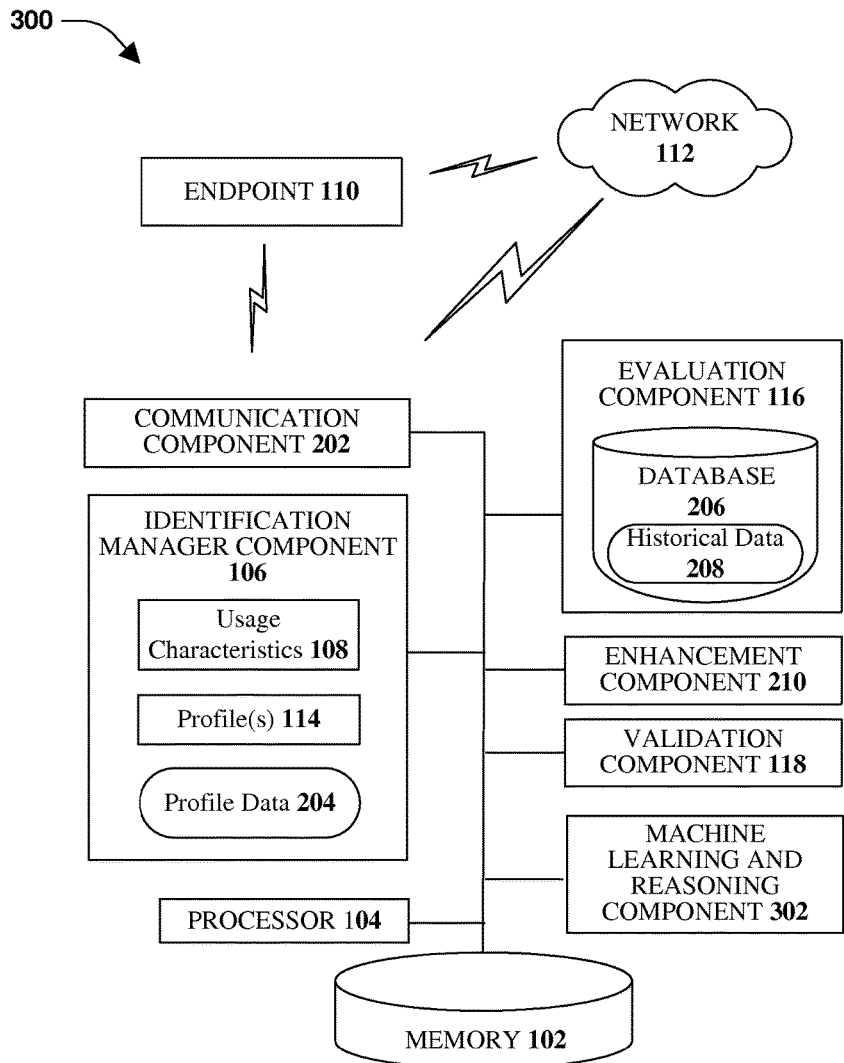 300
NETWORK
112
ENDPOINT 110
EVALUATION
COMPONENT 116
COMMUNICATION
COMPONENT 202
DATABASE
206
Historical Data
208
IDENTIFICATION
MANAGER COMPONENT
106
Usage
Characteristics 108
Profile(s) 114
Profile Data 204
ENHANCEMENT
COMPONENT 210
VALIDATION
COMPONENT 118
MACHINE
LEARNING AND
REASONING
COMPONENT 302
PROCESSOR 104
MEMORY 102